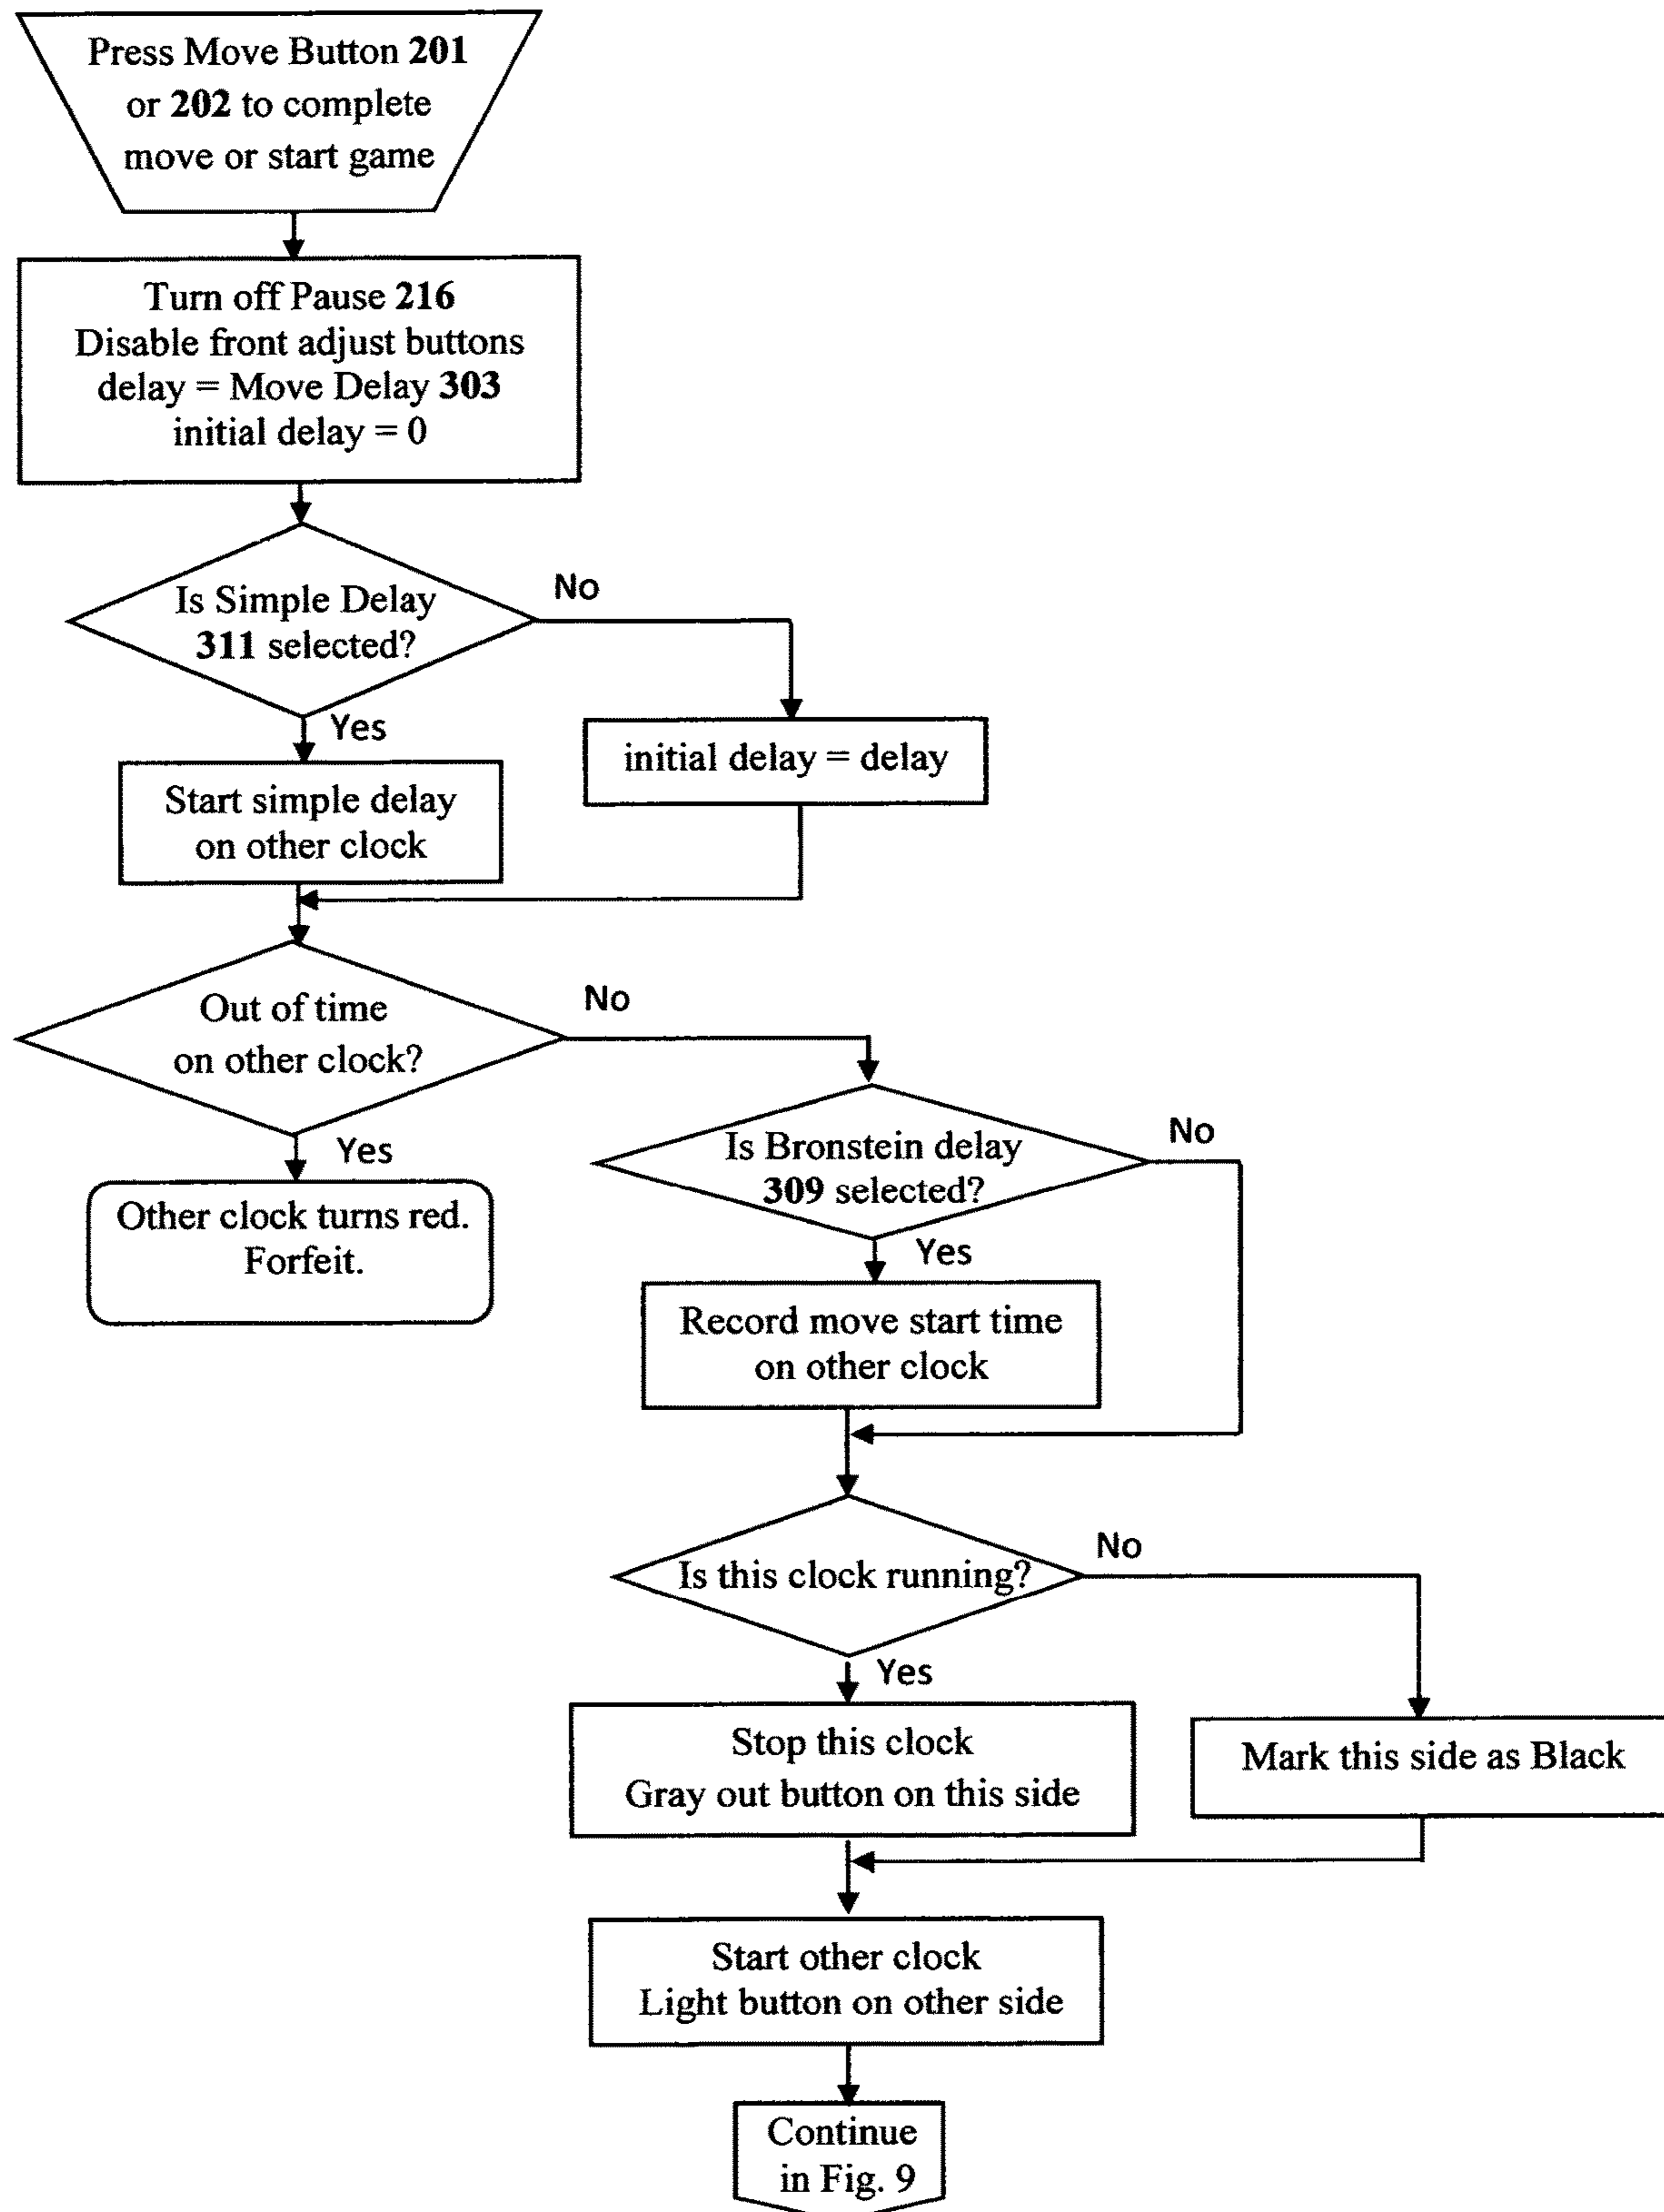 Press Move Button 201
or 202 to complete
move or start game
Turn off Pause 216
Disable front adjust buttons
delay = Move Delay 303
initial delay = 0
Is Simple Delay
311 selected?
No
Yes
initial delay = delay
Start simple delay
on other clock
Out of time
on other clock?
No
Yes
Other clock turns red.
Forfeit.
Is Bronstein delay
309 selected?
No
Yes
Record move start time
on other clock
Is this clock running?
No
Yes
Stop this clock
Gray out button on this side
Mark this side as Black
Start other clock
Light button on other side
Continue
in Fig. 9